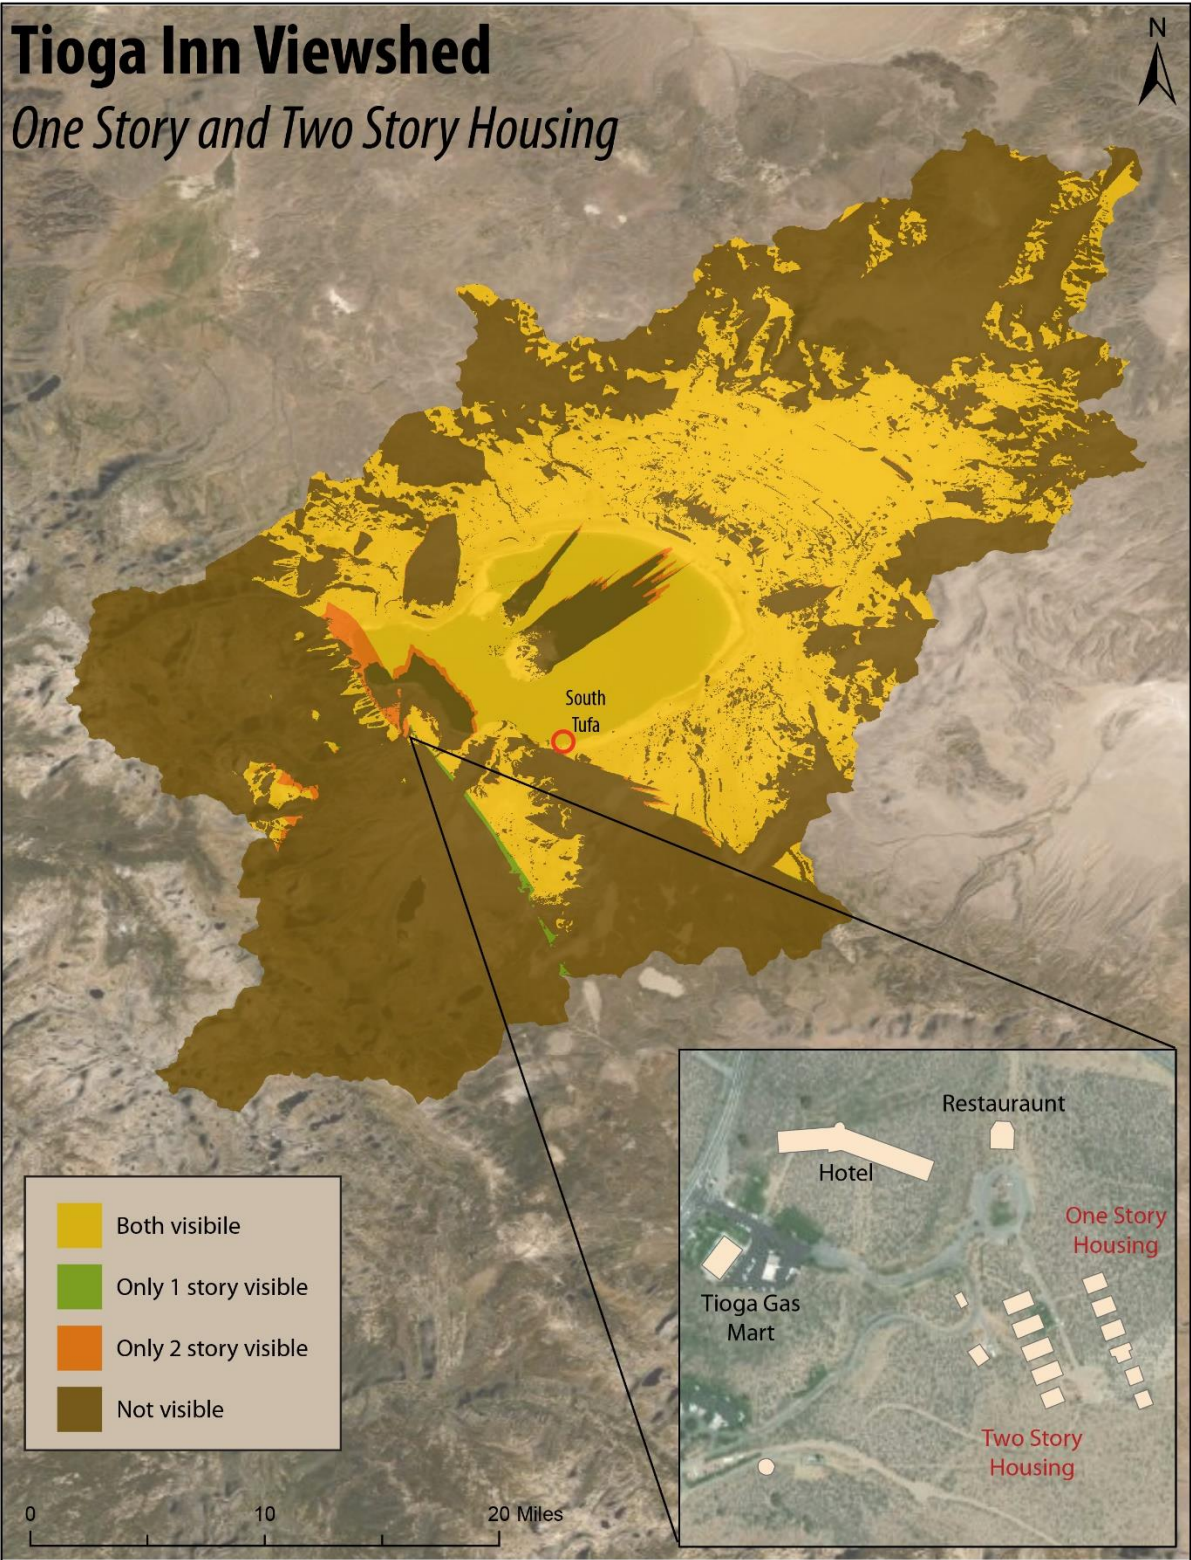 Tioga Inn Viewshed
One Story and Two Story Housing
N
South
Tufa
Restauraunt
Hotel
One Story
Housing
Tioga Gas
Mart
Two Story
Housing
Both visibile
Only 1 story visible
Only 2 story visible
Not visible
0 10 20 Miles